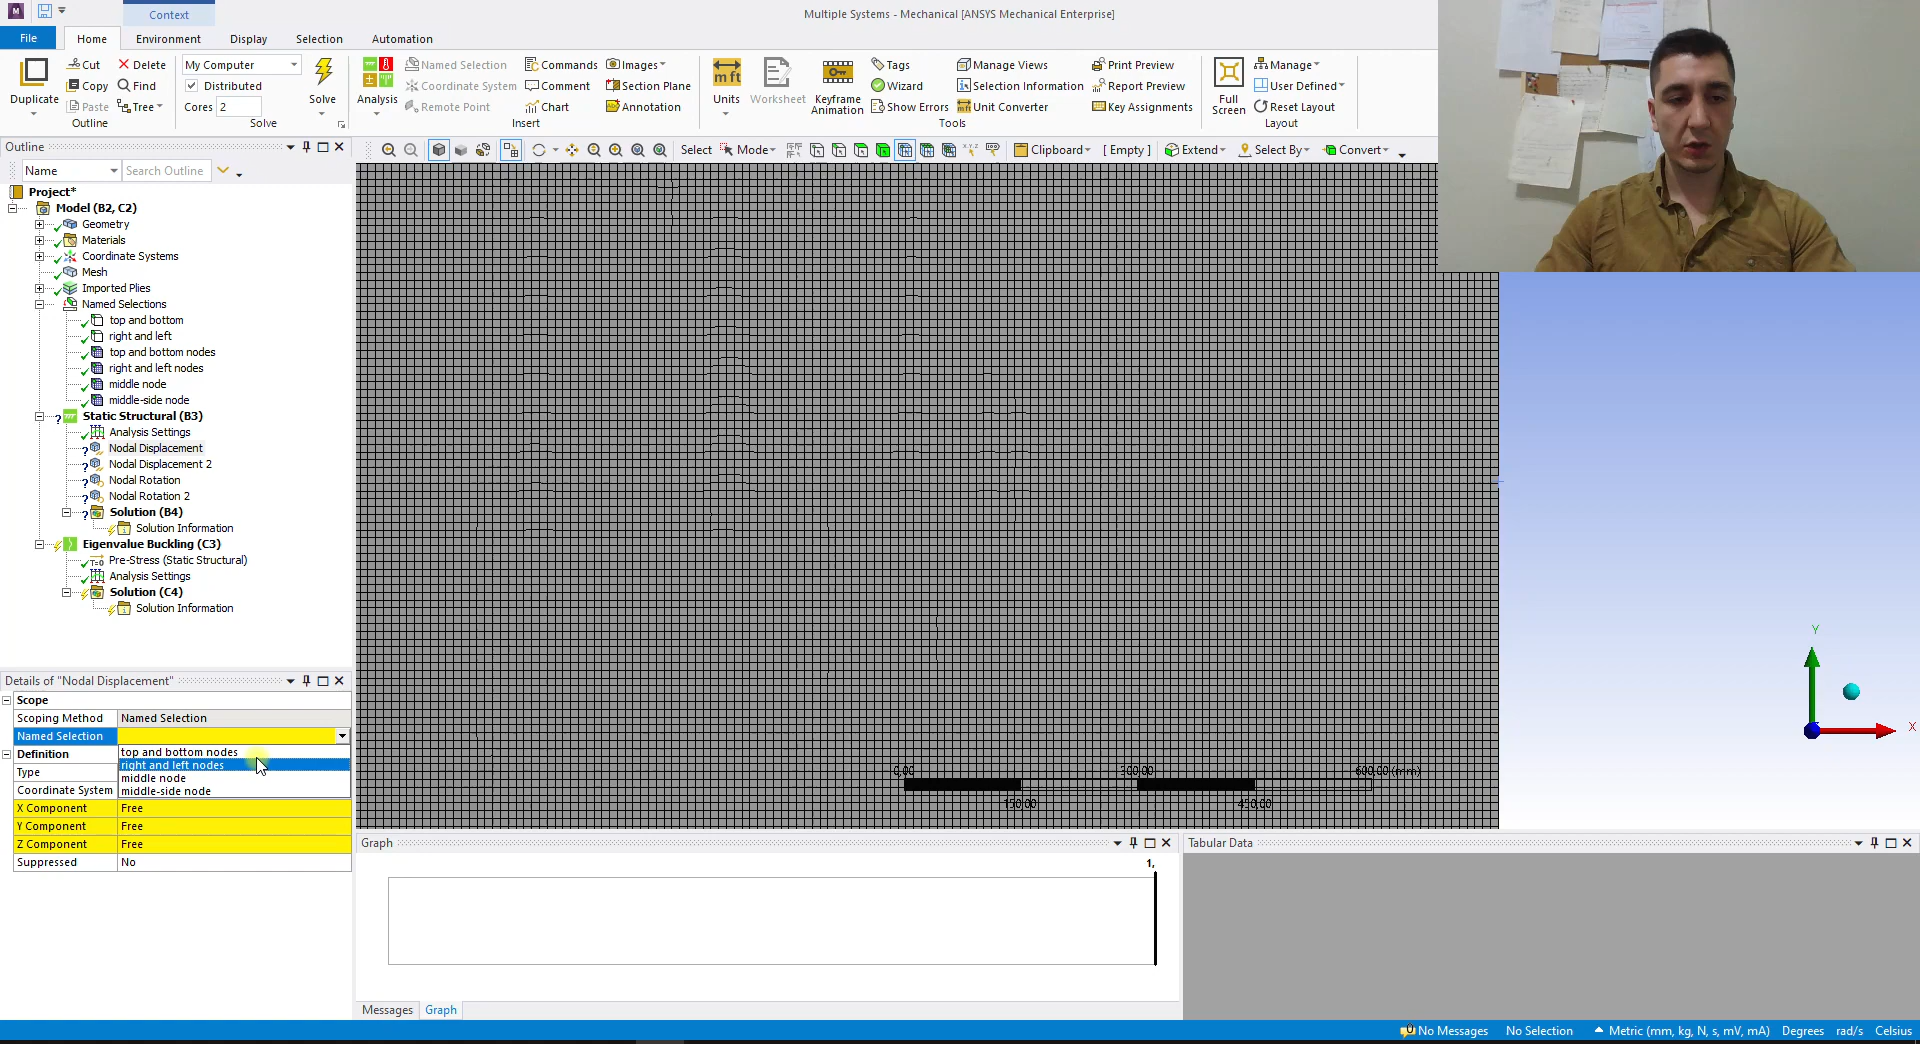 Context
Multiple Systems - Mechanical [ANSYS Mechanical Enterprise]
File
Home
Environment
Display
Selection
Automation
Duplicate
Cut
Copy
Paste
Delete
Find
Tree
Outline
My Computer
Distributed
Cores 2
Solve
Solve
Analysis
Named Selection
Coordinate System
Remote Point
Commands
Comment
Chart
Images
Section Plane
Annotation
Insert
Units
Worksheet
Keyframe
Animation
Tags
Wizard
Show Errors
Manage Views
Selection Information
Unit Converter
Print Preview
Report Preview
Key Assignments
Tools
Full
Screen
Manage
User Defined
Reset Layout
Layout
Outline
Name
Search Outline
Select
Mode
Clipboard
[ Empty ]
Extend
Select By
Convert
Project*
Model (B2, C2)
Geometry
Materials
Coordinate Systems
Mesh
Imported Plies
Named Selections
top and bottom
right and left
top and bottom nodes
right and left nodes
middle node
middle-side node
Static Structural (B3)
Analysis Settings
Nodal Displacement
Nodal Displacement 2
Nodal Rotation
Nodal Rotation 2
Solution (B4)
Solution Information
Eigenvalue Buckling (C3)
Pre-Stress (Static Structural)
Analysis Settings
Solution (C4)
Solution Information
Details of "Nodal Displacement"
Scope
Scoping Method Named Selection
Named Selection
top and bottom nodes
right and left nodes
middle node
middle-side node
Definition
Type
Coordinate System
X Component Free
Y Component Free
Z Component Free
Suppressed No
0,00 300,00 600,00 (mm)
150,00 450,00
Y
X
Graph
1,
Messages Graph
Tabular Data
No Messages No Selection Metric (mm, kg, N, s, mV, mA) Degrees rad/s Celsius